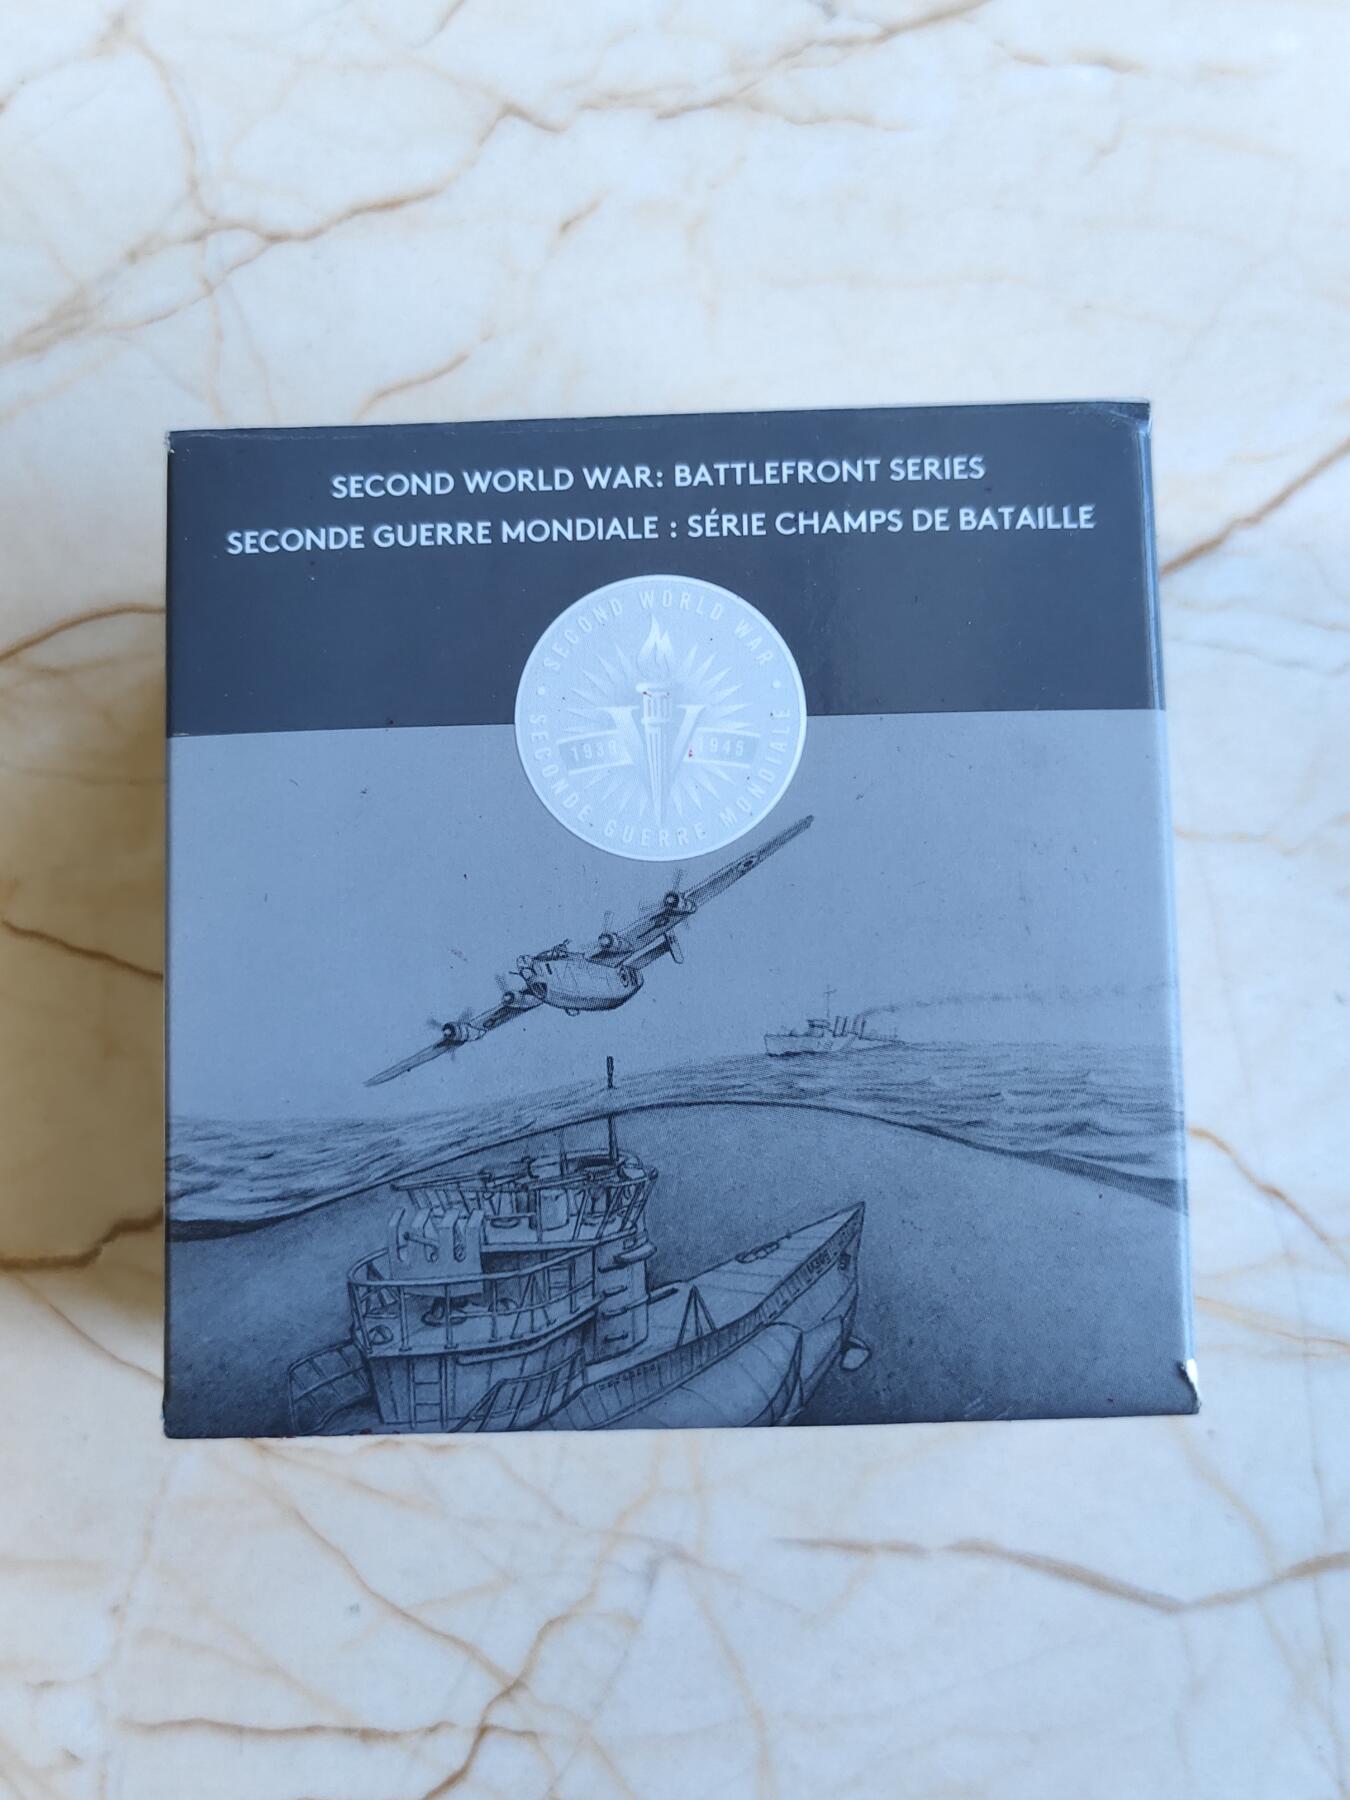 SECOND WORLD WAR: BATTLEFRONT SERIES
SECONDE GUERRE MONDIALE : SÉRIE CHAMPS DE BATAILLE
• SECOND WORLD WAR •
1939 1945
SECONDE GUERRE MONDIALE